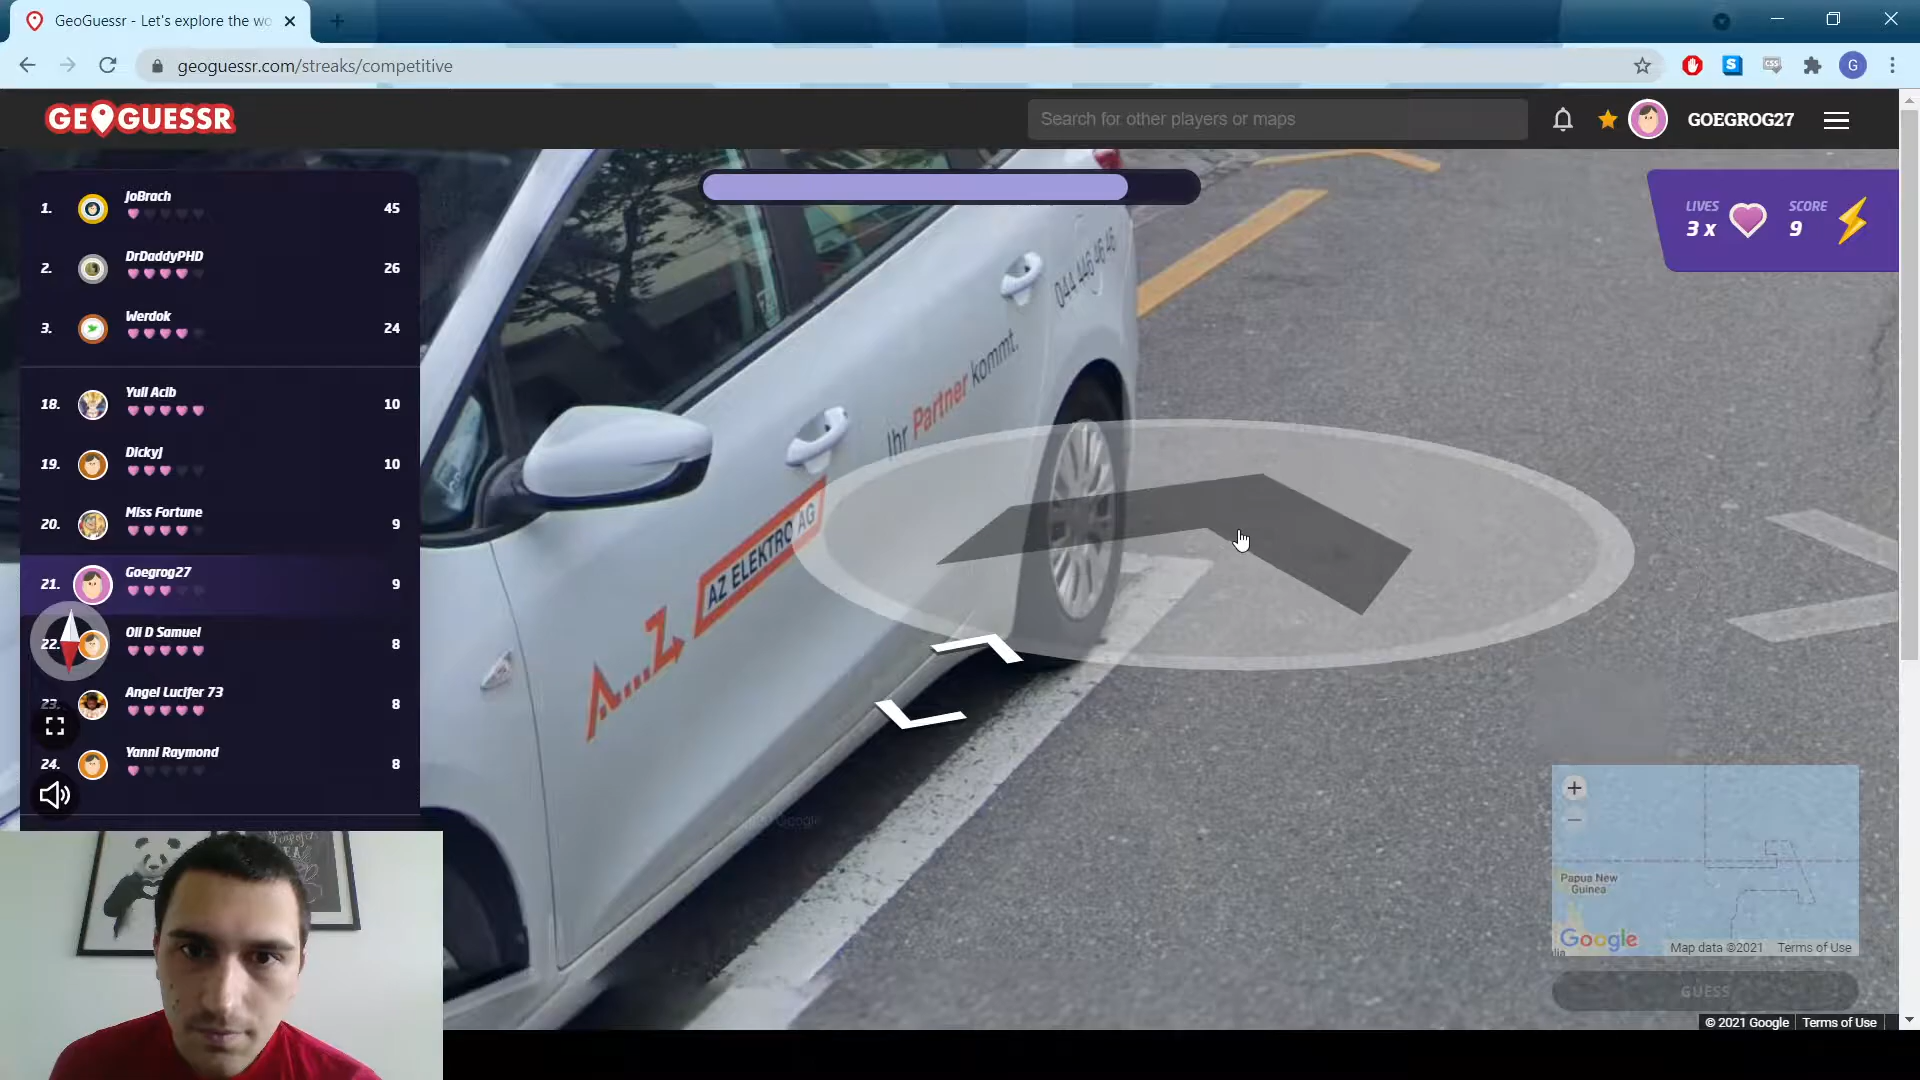 GeoGuessr - Let's explore the wo
geoguessr.com/streaks/competitive
G
GEOGUESSR
Search for other players or maps
GOEGROG27
1. JoBrach 45
2. DrDaddyPHD 26
3. Werdok 24
18. Yuli Acib 10
19. Dickyj 10
20. Miss Fortune 9
21. Goegrog27 9
22. Oli D Samuel 8
23. Angel Lucifer 73 8
24. Yanni Raymond 8
LIVES
3 x
SCORE
9
044 446 46 46
Ihr Partner kommt.
AZ ELEKTRO AG
A...Z
Papua New
Guinea
Google
Map data ©2021 Terms of Use
GUESS
© 2021 Google Terms of Use